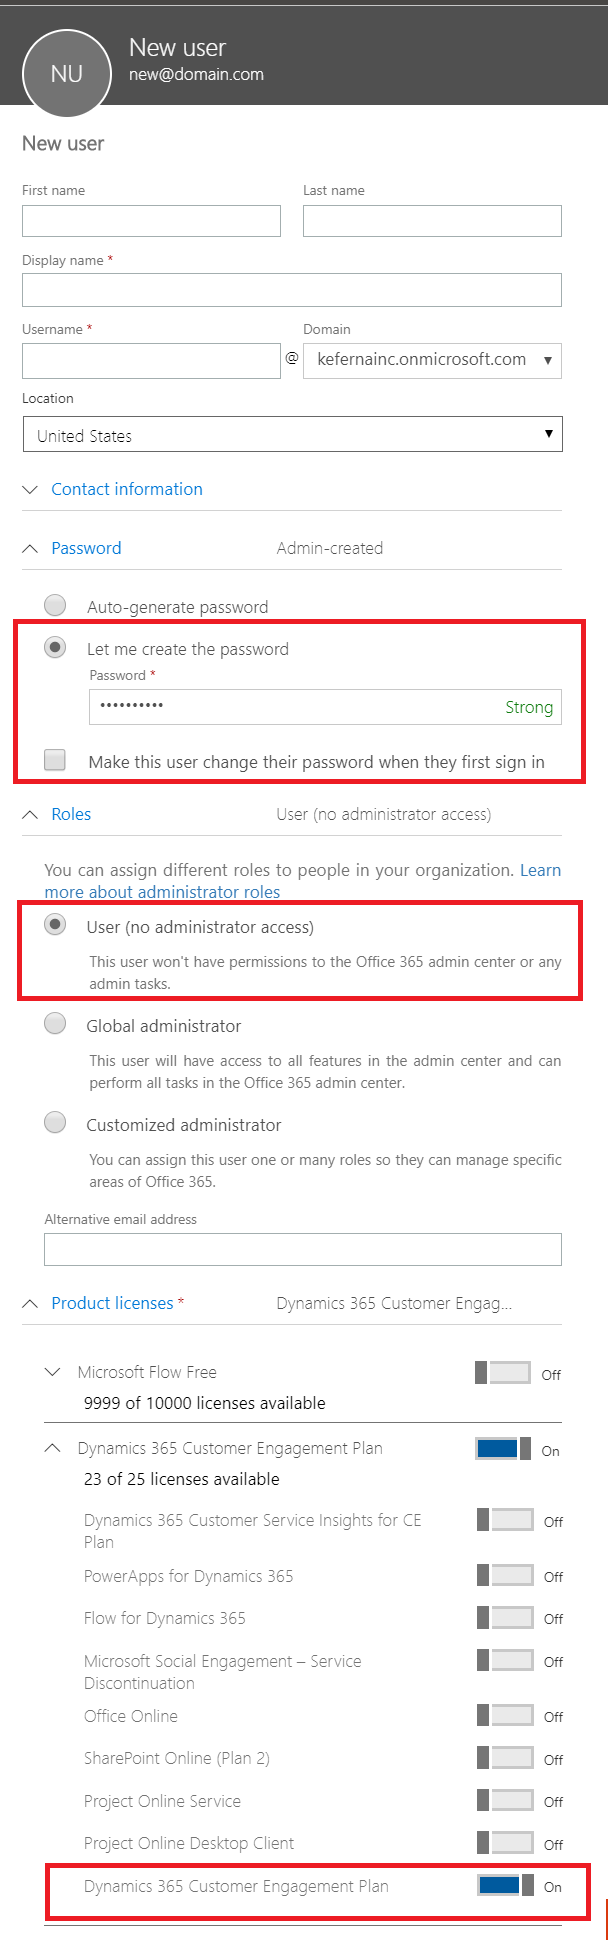 NU
New user
new@domain.com
New user
First name
Last name
Display name *
Username *
Domain
@
kefernainc.onmicrosoft.com
Location
United States
Contact information
Password
Admin-created
Auto-generate password
Let me create the password
Password *
••••••••••
Strong
Make this user change their password when they first sign in
Roles
User (no administrator access)
You can assign different roles to people in your organization. Learn
more about administrator roles
User (no administrator access)
This user won't have permissions to the Office 365 admin center or any
admin tasks.
Global administrator
This user will have access to all features in the admin center and can
perform all tasks in the Office 365 admin center.
Customized administrator
You can assign this user one or many roles so they can manage specific
areas of Office 365.
Alternative email address
Product licenses *
Dynamics 365 Customer Engag...
Microsoft Flow Free
Off
9999 of 10000 licenses available
Dynamics 365 Customer Engagement Plan
On
23 of 25 licenses available
Dynamics 365 Customer Service Insights for CE
Plan
Off
PowerApps for Dynamics 365
Off
Flow for Dynamics 365
Off
Microsoft Social Engagement – Service
Discontinuation
Off
Office Online
Off
SharePoint Online (Plan 2)
Off
Project Online Service
Off
Project Online Desktop Client
Off
Dynamics 365 Customer Engagement Plan
On